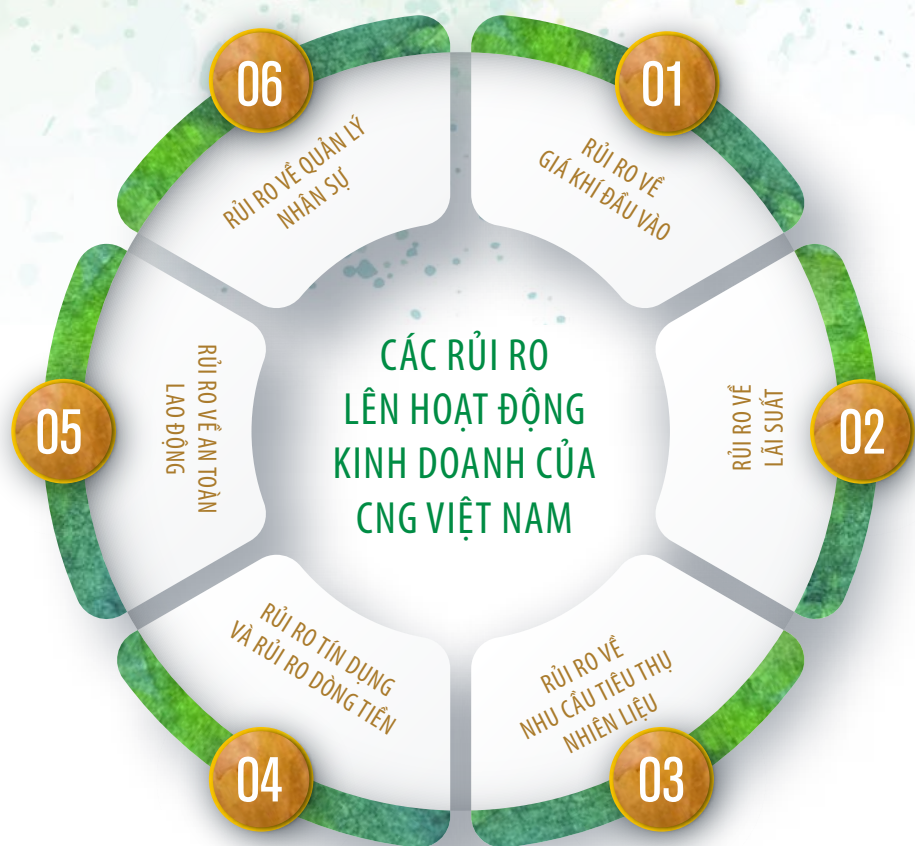 CÁC RỦI RO
LÊN HOẠT ĐỘNG
KINH DOANH CỦA
CNG VIỆT NAM
01
RỦI RO VỀ
GIÁ KHÍ ĐẦU VÀO
02
RỦI RO VỀ
LÃI SUẤT
03
RỦI RO VỀ
NHU CẦU TIÊU THỤ
NHIÊN LIỆU
04
RỦI RO TÍN DỤNG
VÀ RỦI RO DÒNG TIỀN
05
RỦI RO VỀ AN TOÀN
LAO ĐỘNG
06
RỦI RO VỀ QUẢN LÝ
NHÂN SỰ